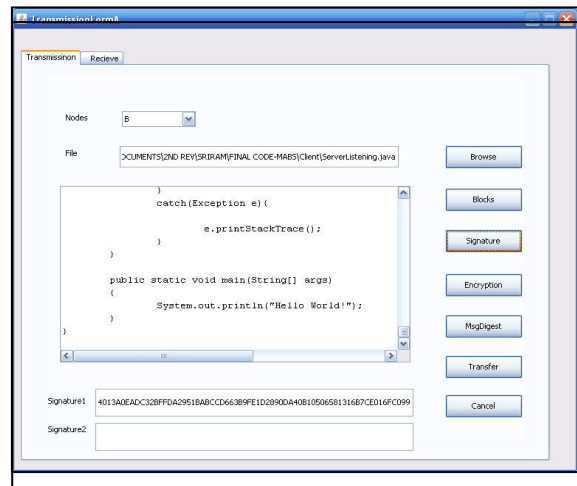 TransmissionFormA
Transmissinon Recieve
Nodes B
File OCUMENTS\2ND REV\SRIRAM\FINAL CODE-MABS\Client\ServerListening.java Browse
}
catch(Exception e){
Blocks
e.printStackTrace();
}
Signature
}
public static void main(String[] args)
{
Encryption
System.out.println("Hello World!");
}
}
MsgDigest
Transfer
Signature1 4013A0EADC32BFFDA2951BABCCD663B9FE1D2890DA40B10506581316B7CE016FC099 Cancel
Signature2